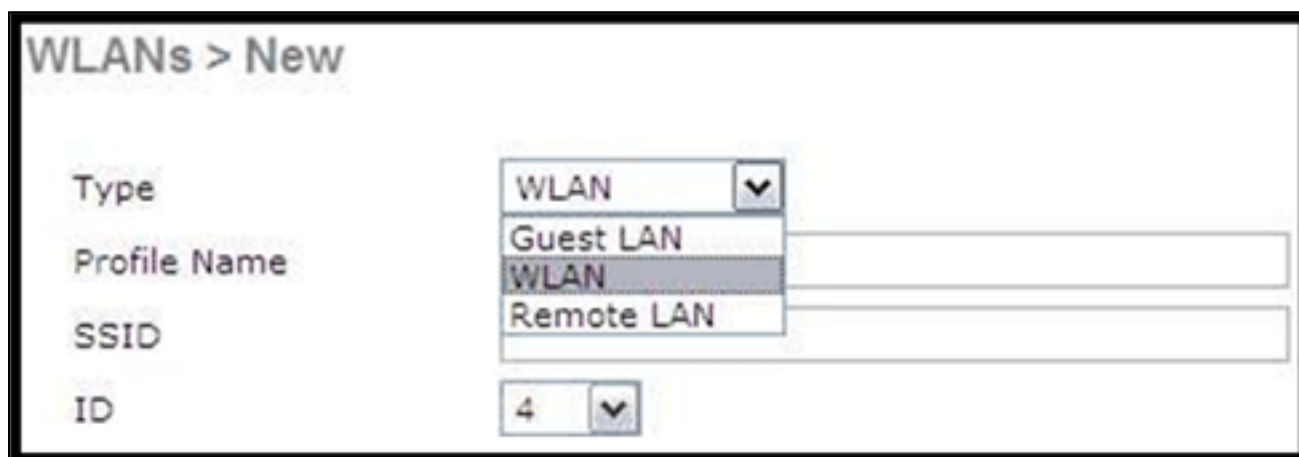 WLANs > New
Type WLAN
Guest LAN
Profile Name
WLAN
Remote LAN
SSID
ID 4